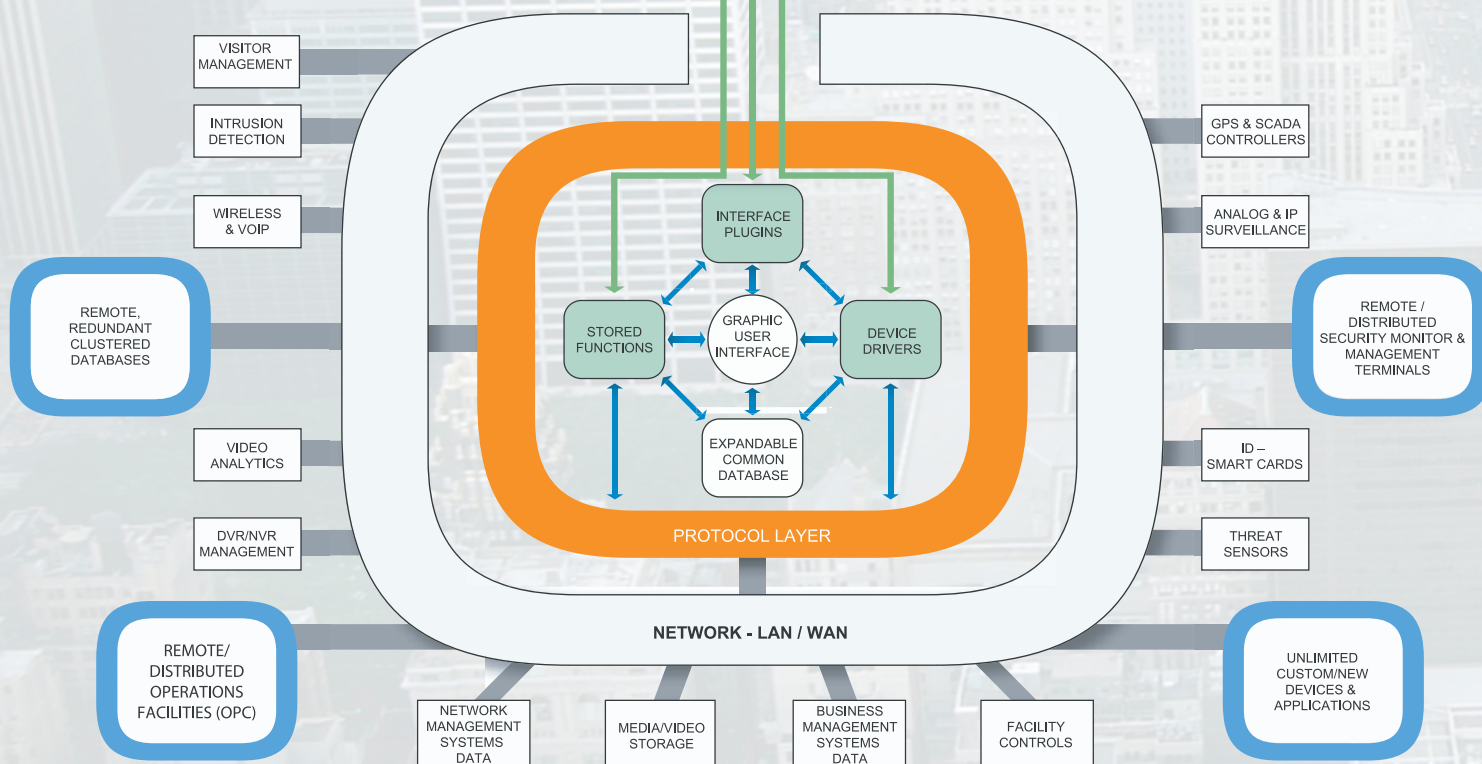 VISITOR
MANAGEMENT
INTRUSION
DETECTION
WIRELESS
& VOIP
REMOTE,
REDUNDANT
CLUSTERED
DATABASES
VIDEO
ANALYTICS
DVR/NVR
MANAGEMENT
REMOTE/
DISTRIBUTED
OPERATIONS
FACILITIES (OPC)
INTERFACE
PLUGINS
STORED
FUNCTIONS
GRAPHIC
USER
INTERFACE
DEVICE
DRIVERS
EXPANDABLE
COMMON
DATABASE
PROTOCOL LAYER
NETWORK - LAN / WAN
GPS & SCADA
CONTROLLERS
ANALOG & IP
SURVEILLANCE
REMOTE /
DISTRIBUTED
SECURITY MONITOR &
MANAGEMENT
TERMINALS
ID –
SMART CARDS
THREAT
SENSORS
UNLIMITED
CUSTOM/NEW
DEVICES &
APPLICATIONS
NETWORK
MANAGEMENT
SYSTEMS
DATA
MEDIA/VIDEO
STORAGE
BUSINESS
MANAGEMENT
SYSTEMS
DATA
FACILITY
CONTROLS